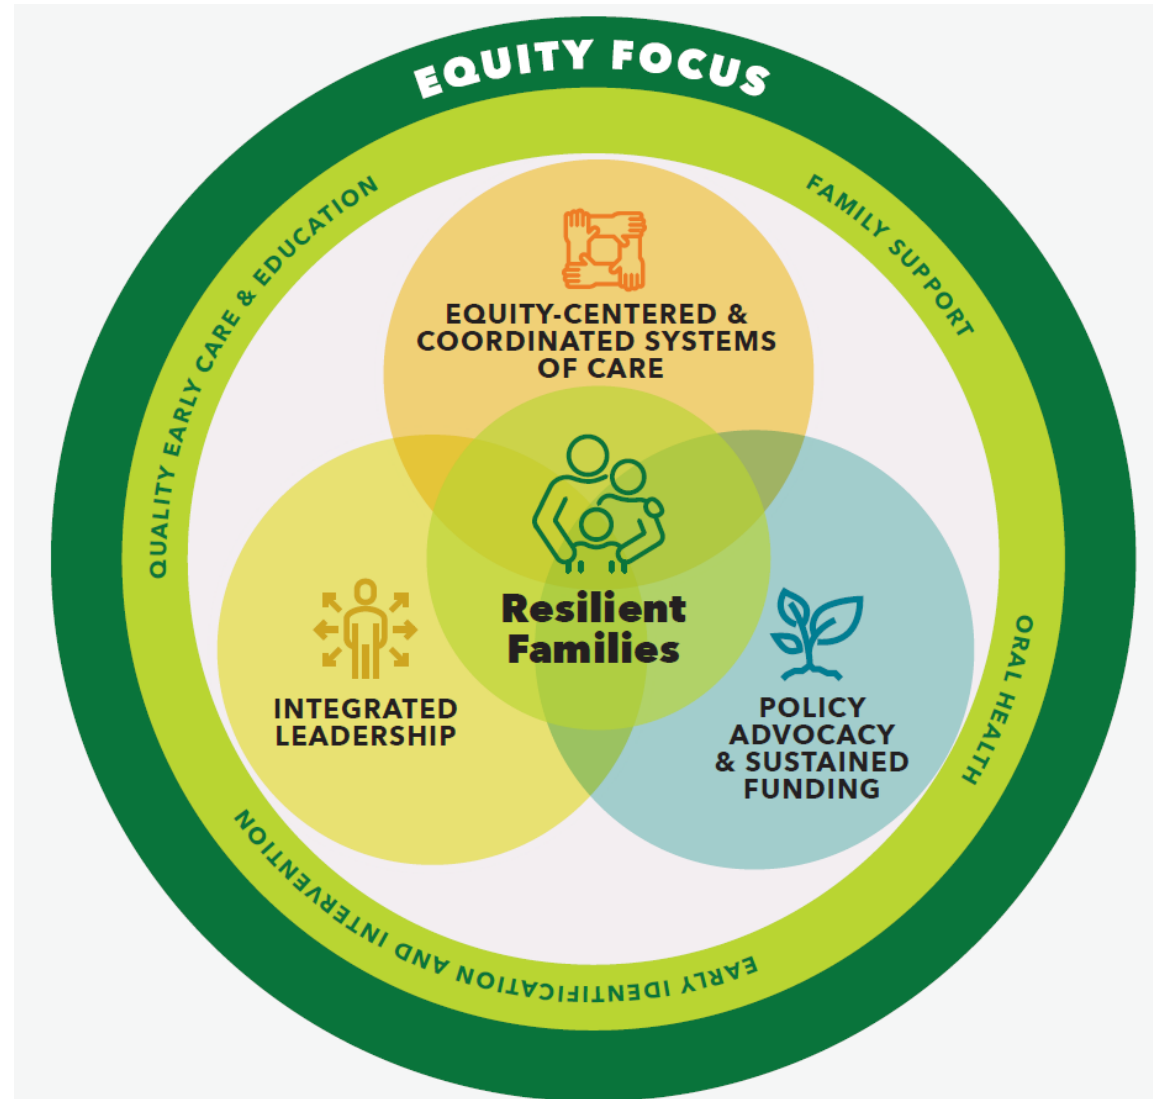 EQUITY FOCUS
QUALITY EARLY CARE & EDUCATION
FAMILY SUPPORT
ORAL HEALTH
EARLY IDENTIFICATION AND INTERVENTION
EQUITY-CENTERED &
COORDINATED SYSTEMS
OF CARE
Resilient
Families
INTEGRATED
LEADERSHIP
POLICY
ADVOCACY
& SUSTAINED
FUNDING